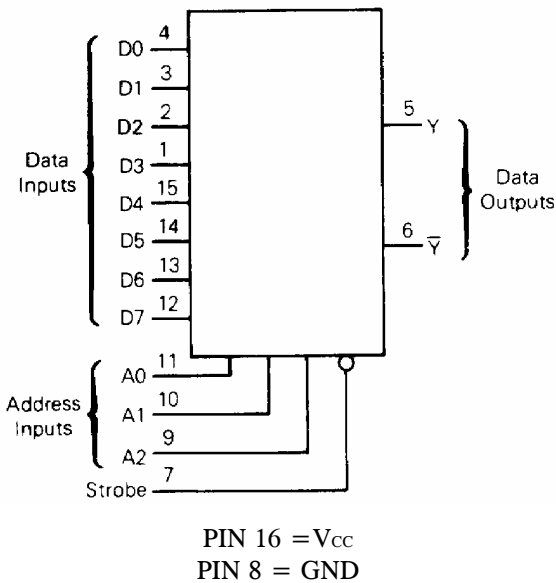 D0 4
D1 3
D2 2
D3 1
D4 15
D5 14
D6 13
D7 12
Data
Inputs
5 Y
6 Y̅
Data
Outputs
A0 11
A1 10
A2 9
Address
Inputs
Strobe 7
PIN 16 =Vcc
PIN 8 = GND